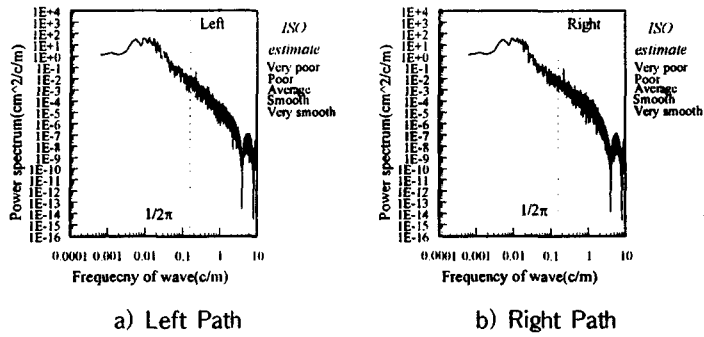 Power spectrum(cm^2/c/m)
1E+4
1E+3
1E+2
1E+1
1E+0
1E-1
1E-2
1E-3
1E-4
1E-5
1E-6
1E-7
1E-8
1E-9
1E-10
1E-11
1E-12
1E-13
1E-14
1E-15
1E-16
Left
1/2π
ISO
estimate
Very poor
Poor
Average
Smooth
Very smooth
0.0001 0.001 0.01 0.1 1 10
Frequecny of wave(c/m)
a) Left Path
Power spectrum(cm^2/c/m)
1E+4
1E+3
1E+2
1E+1
1E+0
1E-1
1E-2
1E-3
1E-4
1E-5
1E-6
1E-7
1E-8
1E-9
1E-10
1E-11
1E-12
1E-13
1E-14
1E-15
1E-16
Right
1/2π
ISO
estimate
Very poor
Poor
Average
Smooth
Very smooth
0.0001 0.001 0.01 0.1 1 10
Frequency of wave(c/m)
b) Right Path